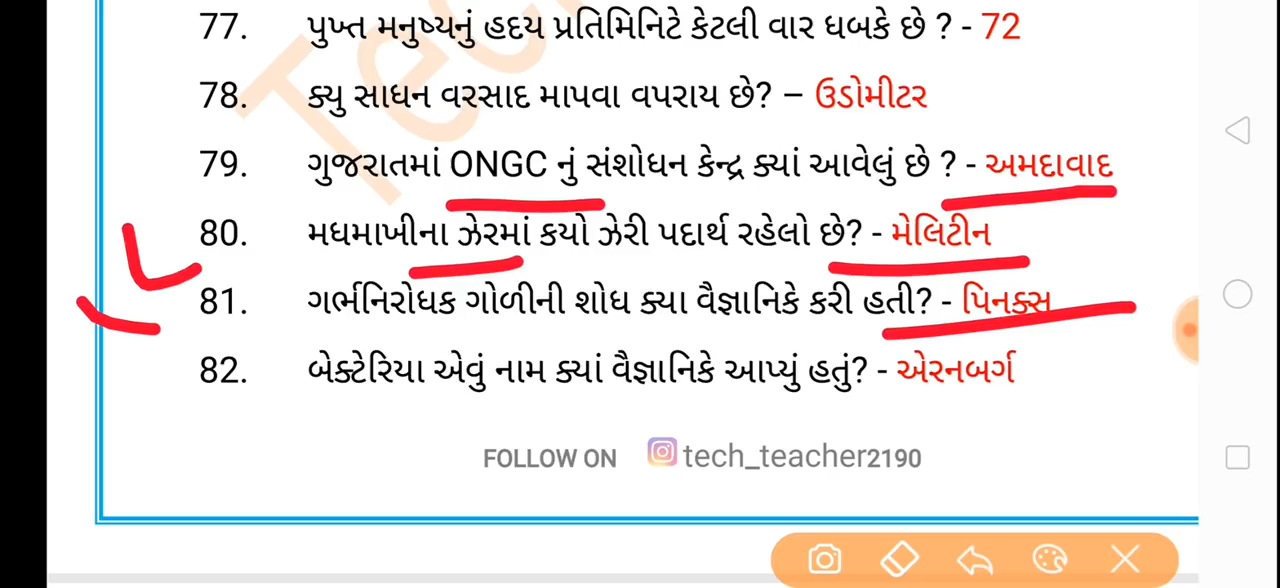 77. પુખ્ત મનુષ્યનું હદય પ્રતિમિનિટે કેટલી વાર ધબકે છે ? - 72
78. ક્યુ સાધન વરસાદ માપવા વપરાય છે? – ઉડોમીટર
79. ગુજરાતમાં ONGC નું સંશોધન કેન્દ્ર ક્યાં આવેલું છે ? - અમદાવાદ
80. મધમાખીના ઝેરમાં કયો ઝેરી પદાર્થ રહેલો છે? - મેલિટીન
81. ગર્ભનિરોધક ગોળીની શોધ ક્યા વૈજ્ઞાનિકે કરી હતી? - પિનક્સ
82. બેક્ટેરિયા એવું નામ ક્યાં વૈજ્ઞાનિકે આપ્યું હતું? - એરનબર્ગ
FOLLOW ON tech_teacher2190